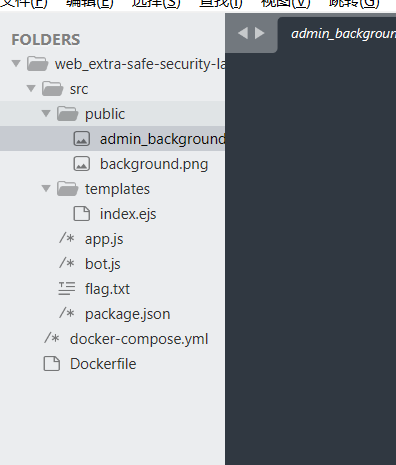 文件(F) 编辑(E) 选择(S) 查找(I) 视图(V) 跳转(G)
FOLDERS
admin_backgroun
web_extra-safe-security-la
src
public
admin_background
background.png
templates
index.ejs
app.js
bot.js
flag.txt
package.json
docker-compose.yml
Dockerfile